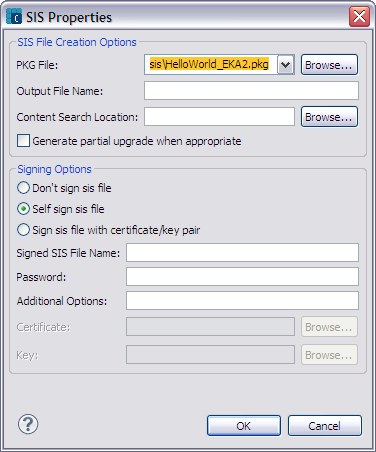 SIS Properties
SIS File Creation Options
PKG File: sis\HelloWorld_EKA2.pkg Browse...
Output File Name:
Content Search Location: Browse...
Generate partial upgrade when appropriate
Signing Options
Don't sign sis file
Self sign sis file
Sign sis file with certificate/key pair
Signed SIS File Name:
Password:
Additional Options:
Certificate: Browse...
Key: Browse...
? OK Cancel